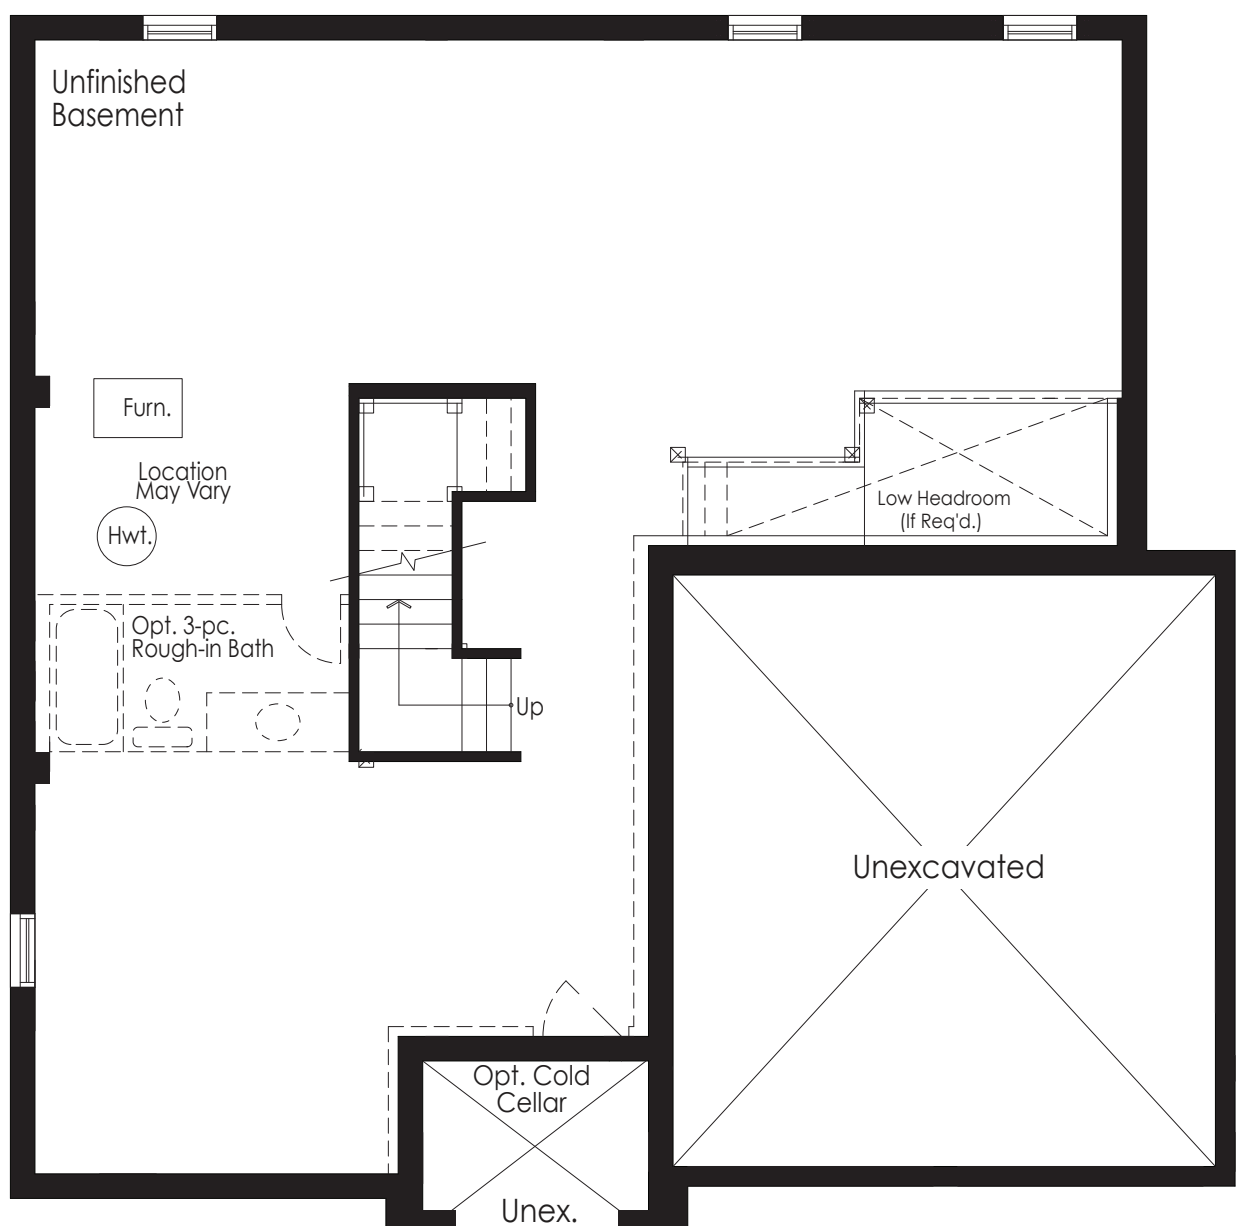 Unfinished
Basement
Furn.
Location
May Vary
Hwt.
Low Headroom
(If Req'd.)
Opt. 3-pc.
Rough-in Bath
Up
Unexcavated
Opt. Cold
Cellar
Unex.